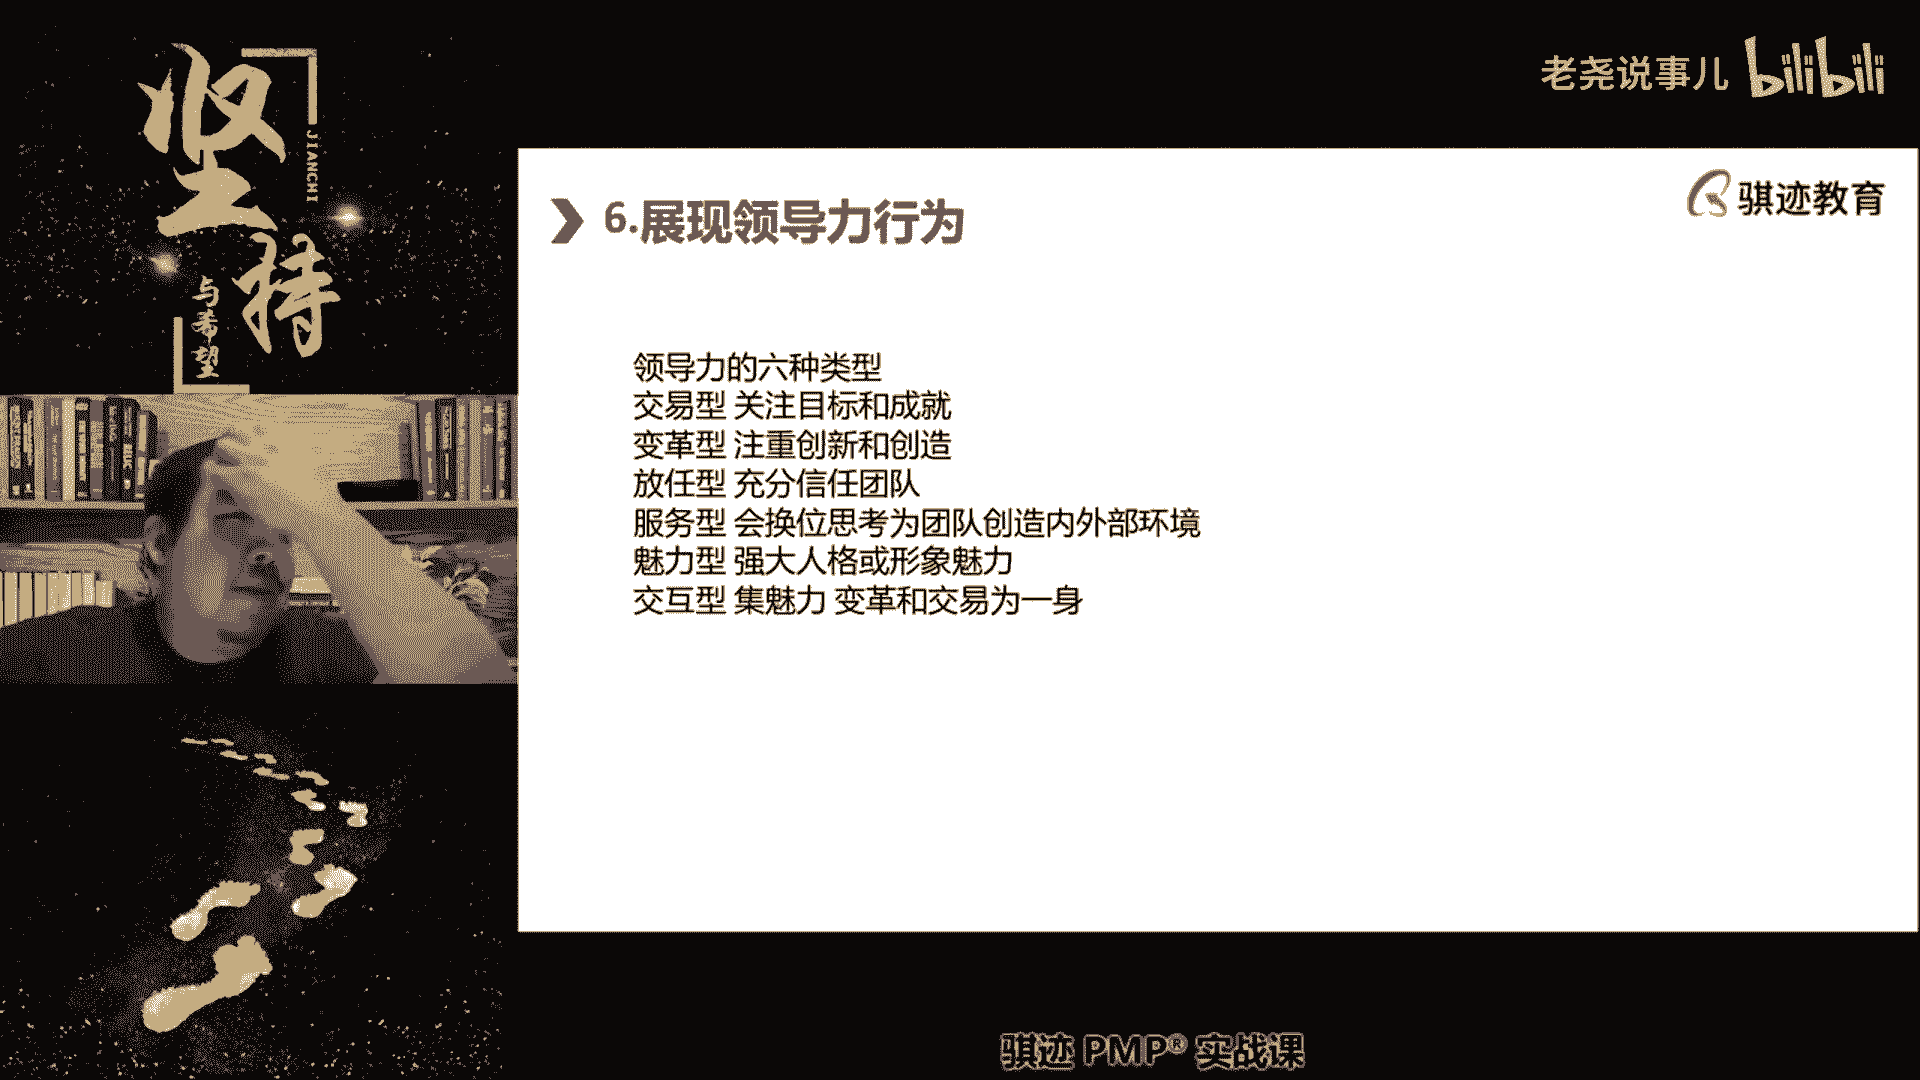 坚持
JIANCHI
与希望
老尧说事儿 bilibili
骐迹教育
6.展现领导力行为
领导力的六种类型
交易型 关注目标和成就
变革型 注重创新和创造
放任型 充分信任团队
服务型 会换位思考为团队创造内外部环境
魅力型 强大人格或形象魅力
交互型 集魅力 变革和交易为一身
骐迹 PMP® 实战课